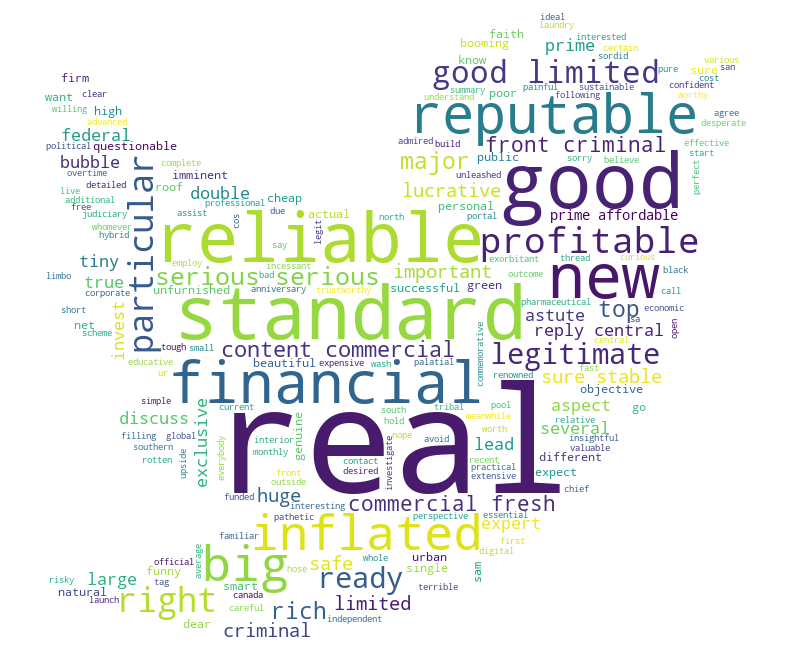 ideal
laundry
faith
interested
booming
prime
certain
sordid
firm
know
various
good limited
pure
sure
san
clear
cost
want
summary
painful
sustainable
confident
willing
high
understand
poor
following
worthy
advanced
reputable
agree
desperate
federal
political
questionable
admired
build
front criminal
effective
bubble
major
public
sorry
believe
start
complete
overtime
imminent
good
perfect
detailed
roof
unleashed
live
double
cheap
lucrative
additional
professional
personal
free
particular
judiciary
assist
cos
due
actual
legit
north
portal
prime affordable
whomever
hybrid
reliable
profitable
say
exorbitant
thread
curious
tiny
employ
incessant
important
outcome
new
black
limbo
true
serious serious
bad
successful
green
call
corporate
unfurnished
anniversary
trustworthy
pharmaceutical
economic
short
net
invest
standard
top
scheme
astute
isa
open
tough
small
content commercial
reply central
central
educative
beautiful
expensive
wash
palatial
commemorative
legitimate
fast
ur
financial
renowned
sure stable
simple
objective
current
real
south
tribal
pool
aspect
go
discuss
exclusive
hold
meanwhile
relative
several
filling
global
interior
genuine
nope
avoid
worth
lead
insightful
southern
everybody
monthly
investigate
different
valuable
rotten
upside
contact
recent
practical
expect
front
desired
extensive
chief
outside
huge
funded
interesting
commercial fresh
pathetic
perspective
essential
inflated
expert
familiar
first
digital
official
average
big
whole
urban
risky
large
funny
hose
safe
single
sam
tag
smart
ready
natural
canada
terrible
launch
right
careful
rich
limited
dear
independent
criminal